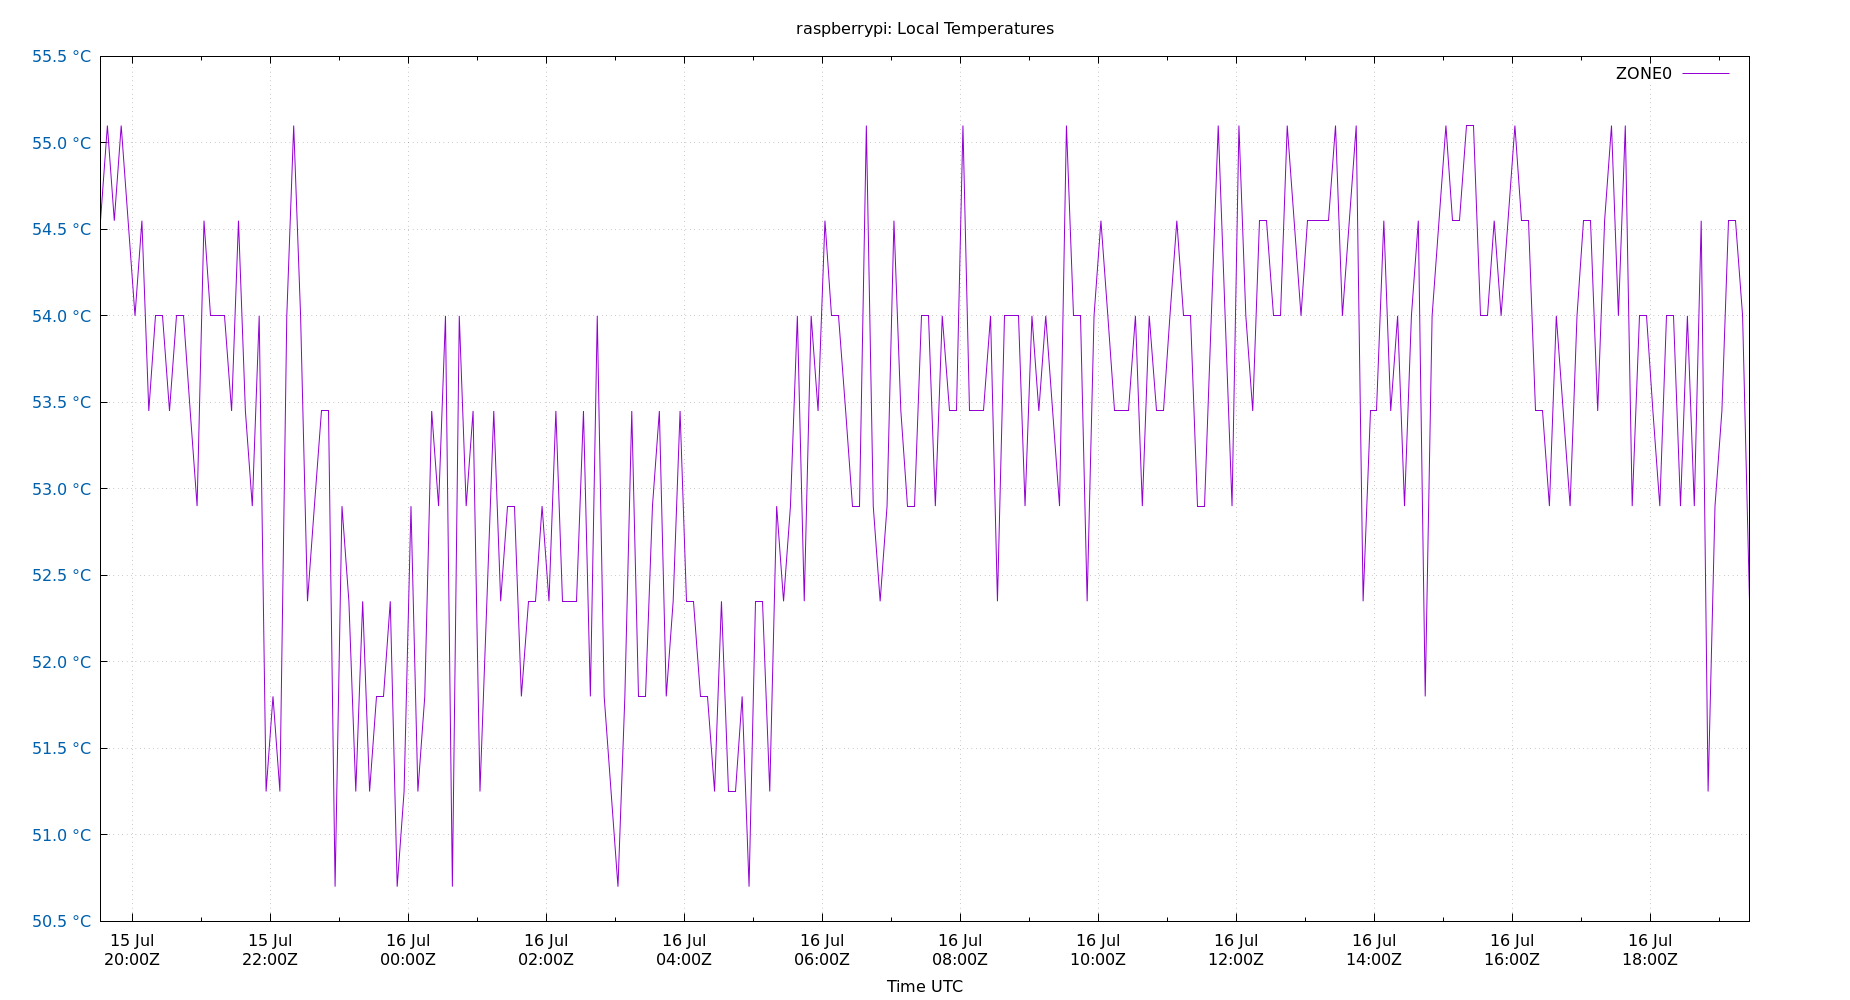 raspberrypi: Local Temperatures
55.5 °C
ZONE0
55.0 °C
54.5 °C
54.0 °C
53.5 °C
53.0 °C
52.5 °C
52.0 °C
51.5 °C
51.0 °C
50.5 °C
15 Jul 15 Jul 16 Jul 16 Jul 16 Jul 16 Jul 16 Jul 16 Jul 16 Jul 16 Jul 16 Jul 16 Jul
20:00Z 22:00Z 00:00Z 02:00Z 04:00Z 06:00Z 08:00Z 10:00Z 12:00Z 14:00Z 16:00Z 18:00Z
Time UTC